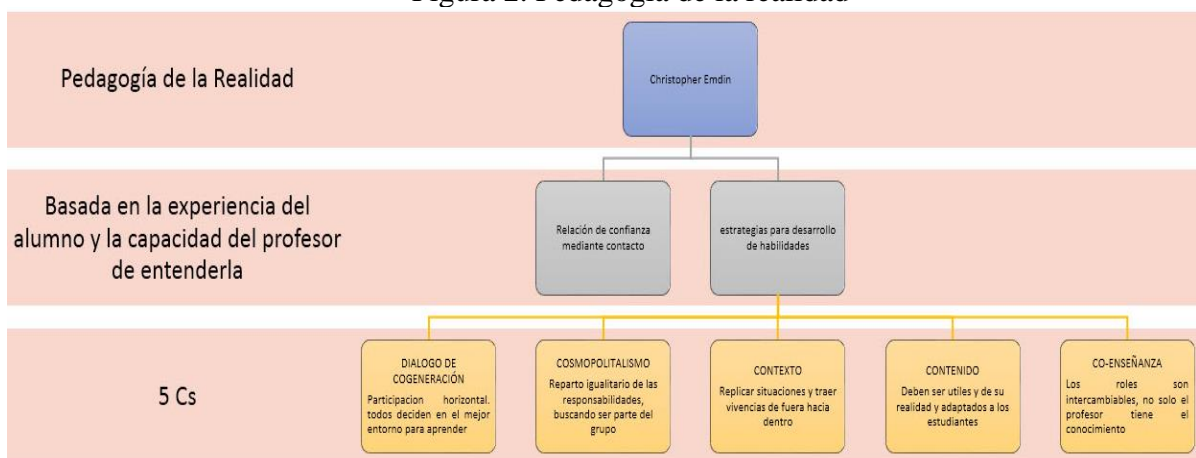 Figura 2. Pedagogía de la realidad
Pedagogía de la Realidad
Christopher Emdin
Basada en la experiencia del
alumno y la capacidad del profesor
de entenderla
Relación de confianza
mediante contacto
estrategias para desarrollo
de habilidades
5 Cs
DIALOGO DE
COGENERACIÓN
Participacion horizontal.
todos deciden en el mejor
entorno para aprender
COSMOPOLITALISMO
Reparto igualitario de las
responsabilidades,
buscando ser parte del
grupo
CONTEXTO
Replicar situaciones y traer
vivencias de fuera hacia
dentro
CONTENIDO
Deben ser utiles y de su
realidad y adaptados a los
estudiantes
CO-ENSEÑANZA
Los roles son
intercambiables, no solo el
profesor tiene el
conocimiento